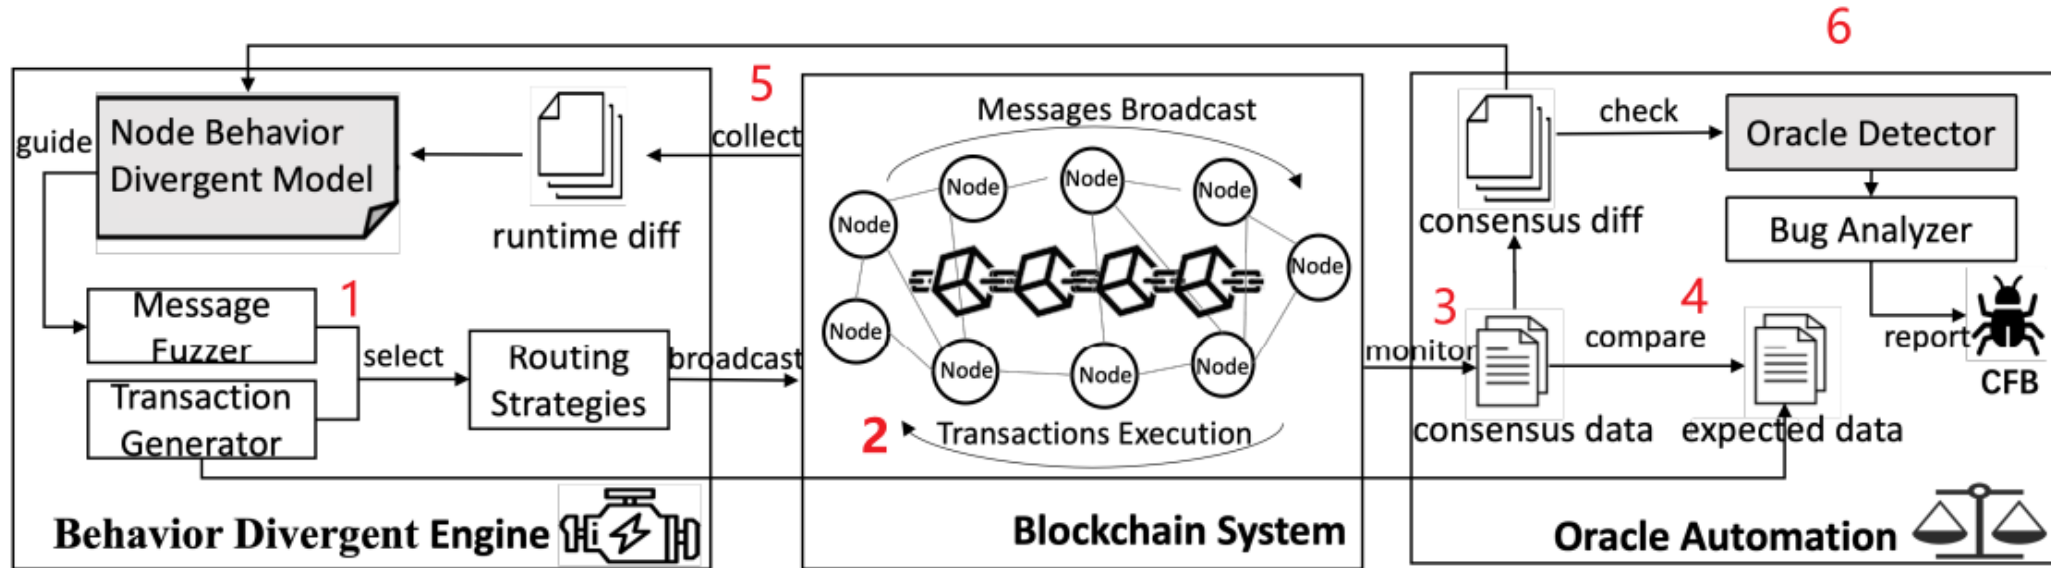 6
5
Messages Broadcast
check
guide
Node Behavior
Divergent Model
collect
Oracle Detector
Node
Node
Node
Node
Node
Node
Node
Node
Node
runtime diff
consensus diff
Bug Analyzer
Message
Fuzzer
1
select
Routing
Strategies
broadcast
3
monitor
4
compare
report
CFB
Transaction
Generator
2
Transactions Execution
consensus data
expected data
Behavior Divergent Engine
i
Blockchain System
Oracle Automation